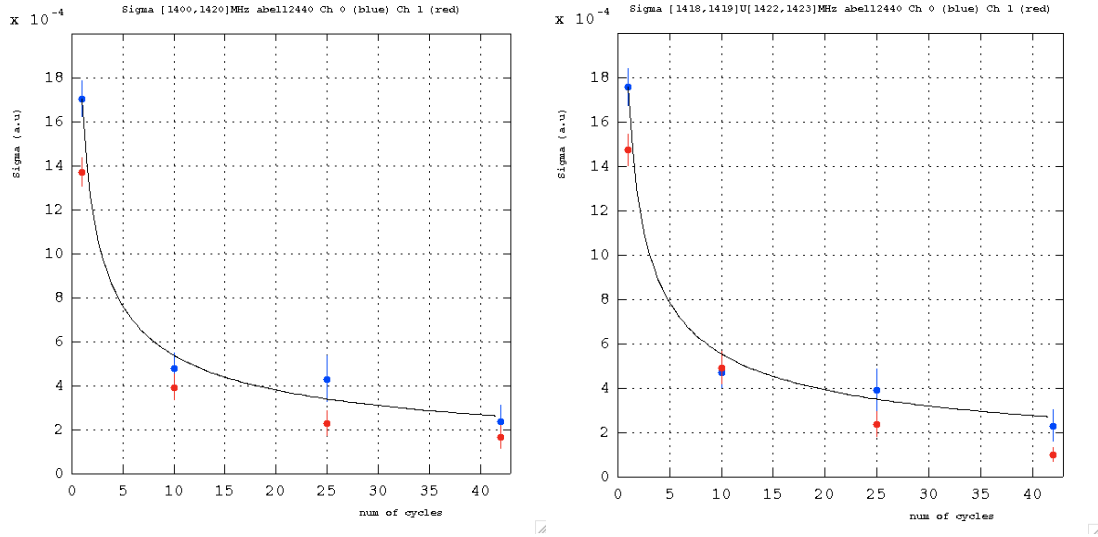 Sigma [1400,1420]MHz abell2440 Ch 0 (blue) Ch 1 (red)
x 10 -4
18
16
14
12
10
8
6
4
2
0
Sigma (a.u)
0 5 10 15 20 25 30 35 40
num of cycles
Sigma [1418,1419]U[1422,1423]MHz abell2440 Ch 0 (blue) Ch 1 (red)
x 10 -4
18
16
14
12
10
8
6
4
2
0
Sigma (a.u)
0 5 10 15 20 25 30 35 40
num of cycles